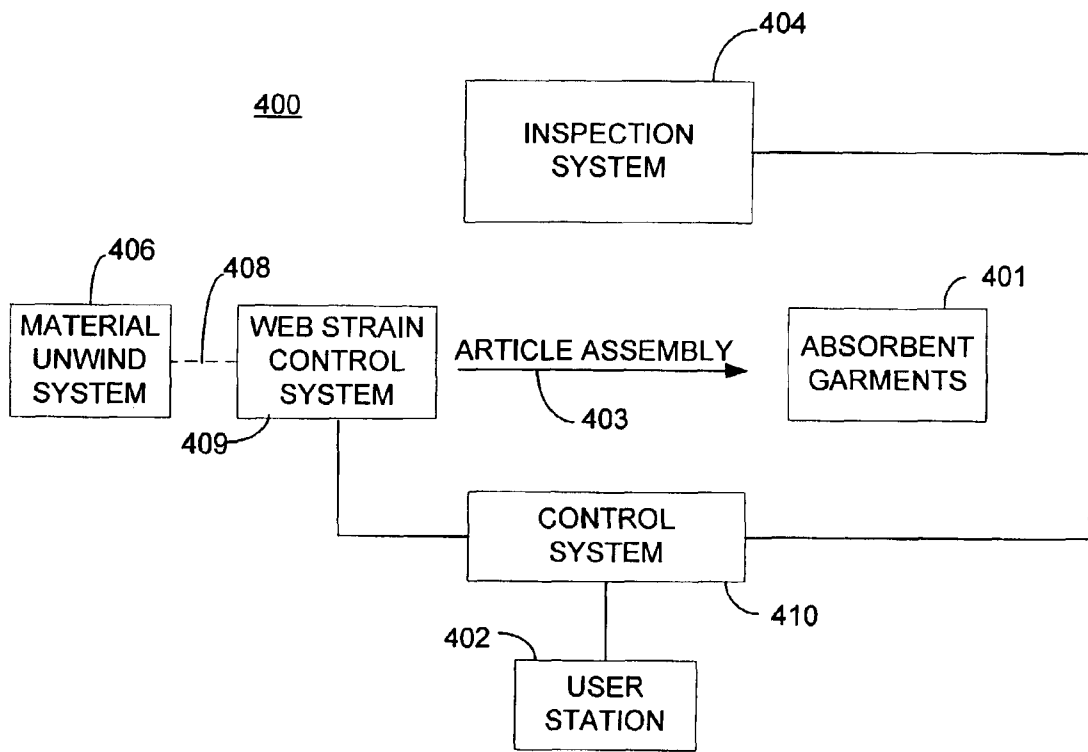 404
400
INSPECTION
SYSTEM
406
408
401
MATERIAL
UNWIND
SYSTEM
WEB STRAIN
CONTROL
SYSTEM
ARTICLE ASSEMBLY
ABSORBENT
GARMENTS
403
409
CONTROL
SYSTEM
410
402
USER
STATION